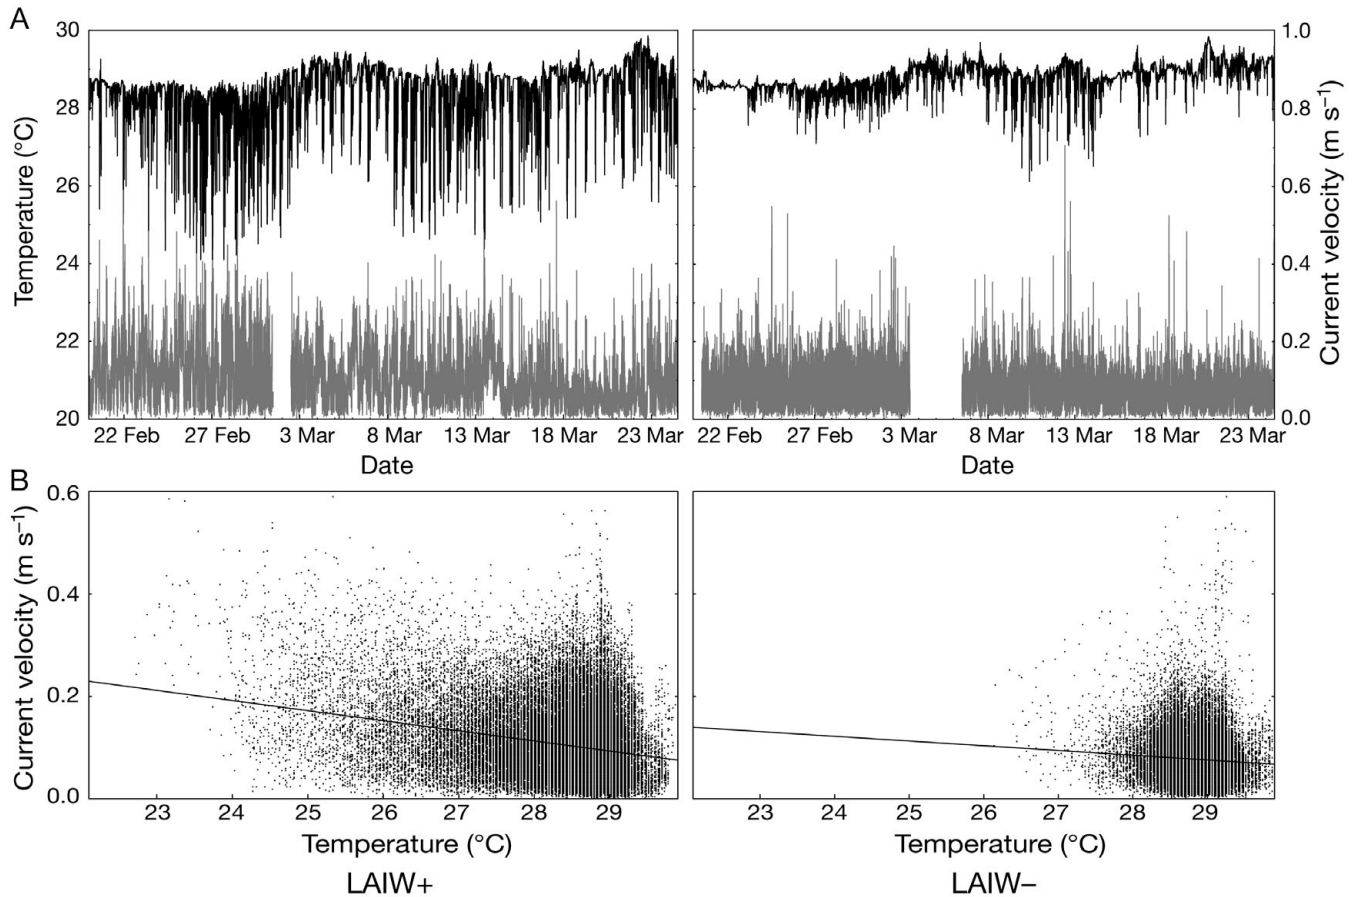 A
30
28
26
24
22
20
Temperature (°C)
1.0
0.8
0.6
0.4
0.2
0.0
Current velocity (m s–1)
22 Feb 27 Feb 3 Mar 8 Mar 13 Mar 18 Mar 23 Mar
22 Feb 27 Feb 3 Mar 8 Mar 13 Mar 18 Mar 23 Mar
Date
Date
B
0.6
0.4
0.2
0.0
Current velocity (m s–1)
23 24 25 26 27 28 29
23 24 25 26 27 28 29
Temperature (°C)
Temperature (°C)
LAIW+
LAIW–